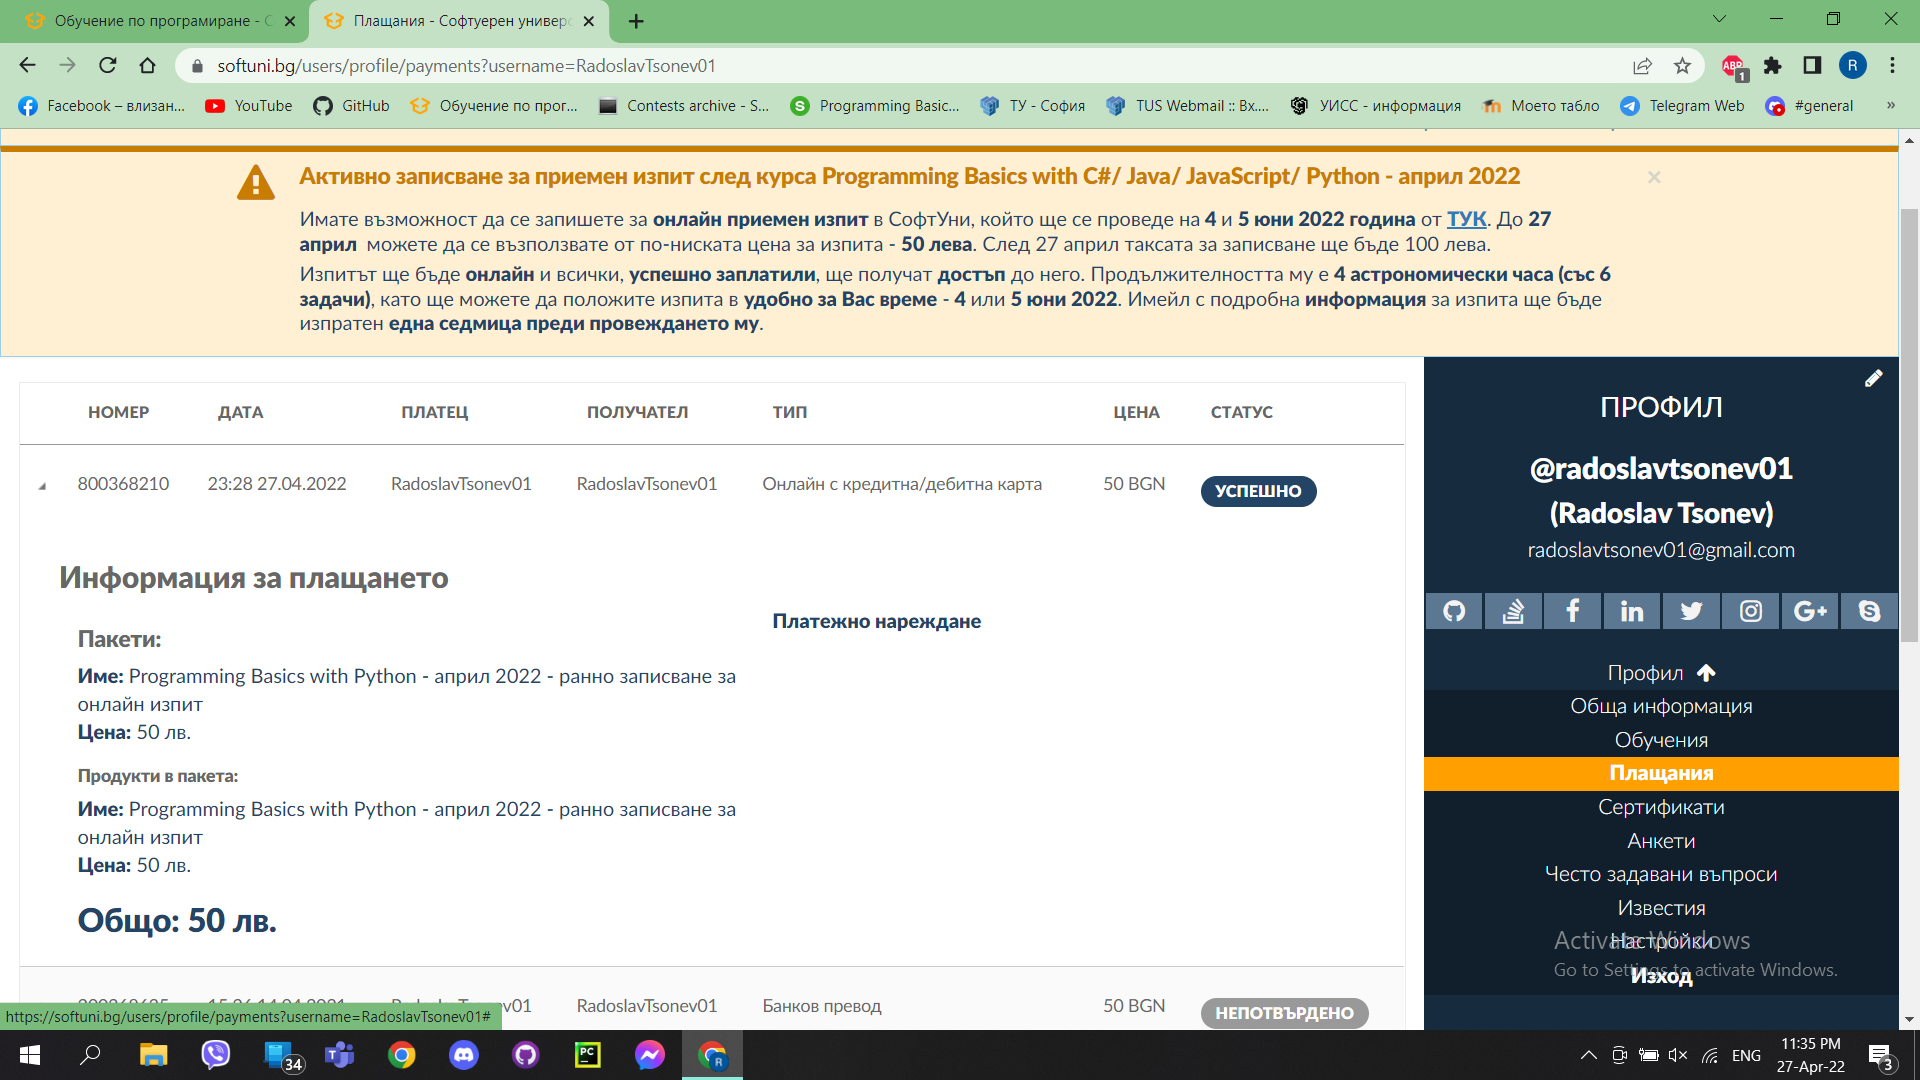 Обучение по програмиране - С
Плащания - Софтуерен универс
softuni.bg/users/profile/payments?username=RadoslavTsonev01
ABP
1
R
Facebook – влизан...
YouTube
GitHub
Обучение по прог...
Contests archive - S...
S
Programming Basic...
ТУ - София
TUS Webmail :: Вх....
УИСС - информация
Моето табло
Telegram Web
#general
»
Активно записване за приемен изпит след курса Programming Basics with C#/ Java/ JavaScript/ Python - април 2022
Имате възможност да се запишете за онлайн приемен изпит в СофтУни, който ще се проведе на 4 и 5 юни 2022 година от ТУК. До 27
април можете да се възползвате от по-ниската цена за изпита - 50 лева. След 27 април таксата за записване ще бъде 100 лева.
Изпитът ще бъде онлайн и всички, успешно заплатили, ще получат достъп до него. Продължителността му е 4 астрономически часа (със 6
задачи), като ще можете да положите изпита в удобно за Вас време - 4 или 5 юни 2022. Имейл с подробна информация за изпита ще бъде
изпратен една седмица преди провеждането му.
НОМЕР ДАТА ПЛАТЕЦ ПОЛУЧАТЕЛ ТИП ЦЕНА СТАТУС
800368210 23:28 27.04.2022 RadoslavTsonev01 RadoslavTsonev01 Онлайн с кредитна/дебитна карта 50 BGN УСПЕШНО
Информация за плащането
Платежно нареждане
Пакети:
Име: Programming Basics with Python - април 2022 - ранно записване за
онлайн изпит
Цена: 50 лв.
Продукти в пакета:
Име: Programming Basics with Python - април 2022 - ранно записване за
онлайн изпит
Цена: 50 лв.
Общо: 50 лв.
RadoslavTsonev01 Банков превод 50 BGN НЕПОТВЪРДЕНО
https://softuni.bg/users/profile/payments?username=RadoslavTsonev01#
ПРОФИЛ
@radoslavtsonev01
(Radoslav Tsonev)
radoslavtsonev01@gmail.com
Профил
Обща информация
Обучения
Плащания
Сертификати
Анкети
Често задавани въпроси
Известия
Настройки
Изход
Activate Windows
Go to Settings to activate Windows.
34
PC
R
ENG
11:35 PM
27-Apr-22
3